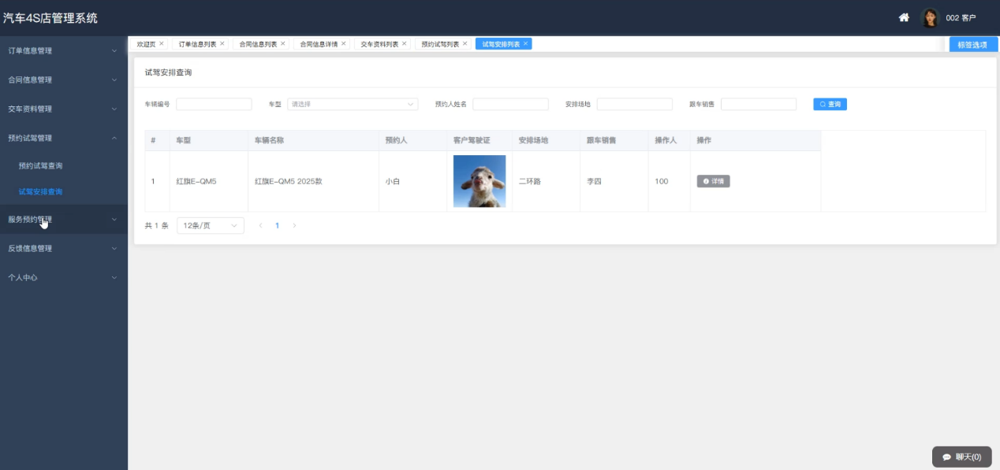 汽车4S店管理系统
002 客户
订单信息管理
合同信息管理
交车资料管理
预约试驾管理
预约试驾查询
试驾安排查询
服务预约管理
反馈信息管理
个人中心
欢迎页 × 订单信息列表 × 合同信息列表 × 合同信息详情 × 交车资料列表 × 预约试驾列表 × 试驾安排列表 × 标签选项
试驾安排查询
车辆编号 车型 请选择 预约人姓名 安排场地 跟车销售 查询
# 车型 车辆名称 预约人 客户驾驶证 安排场地 跟车销售 操作人 操作
1 红旗E-QM5 红旗E-QM5 2025款 小白 二环路 李四 100 详情
共 1 条 12条/页 1
聊天(0)